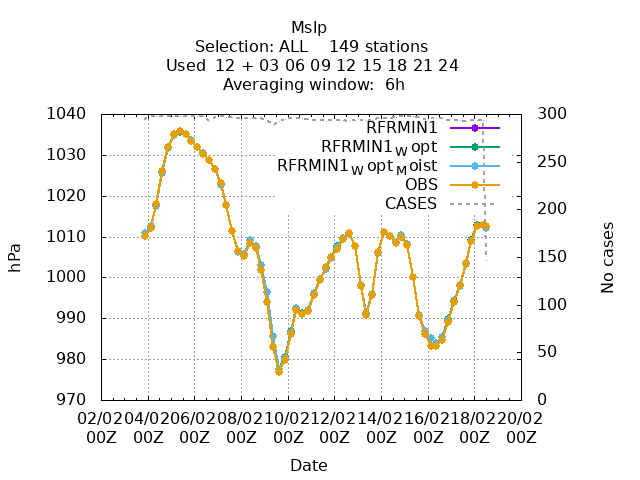 Mslp
Selection: ALL    149 stations
Used  12 + 03 06 09 12 15 18 21 24
Averaging window:  6h
1040
1030
1020
1010
1000
990
980
970
hPa
300
250
200
150
100
50
0
No cases
RFRMIN1
RFRMIN1W opt
RFRMIN1W optM oist
OBS
CASES
02/02 04/02 06/02 08/02 10/02 12/02 14/02 16/02 18/02 20/02
00Z 00Z 00Z 00Z 00Z 00Z 00Z 00Z 00Z 00Z
Date